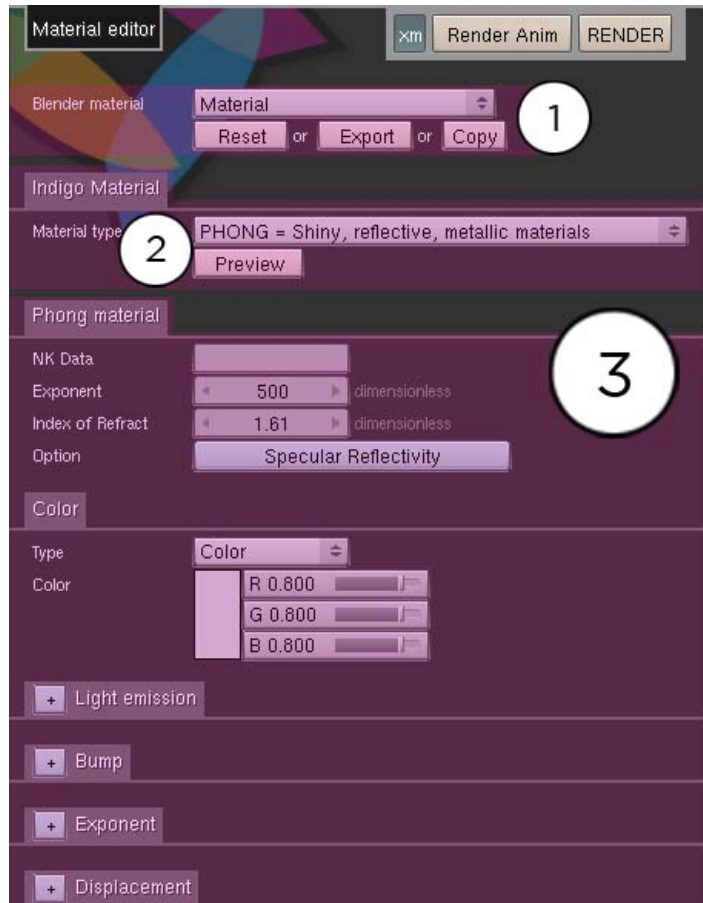 Material editor
xm Render Anim RENDER
Blender material Material
1
Reset or Export or Copy
Indigo Material
Material type PHONG = Shiny, reflective, metallic materials
2
Preview
Phong material
3
NK Data
Exponent 500 dimensionless
Index of Refract 1.61 dimensionless
Option Specular Reflectivity
Color
Type Color
Color R 0.800
G 0.800
B 0.800
+ Light emission
+ Bump
+ Exponent
+ Displacement